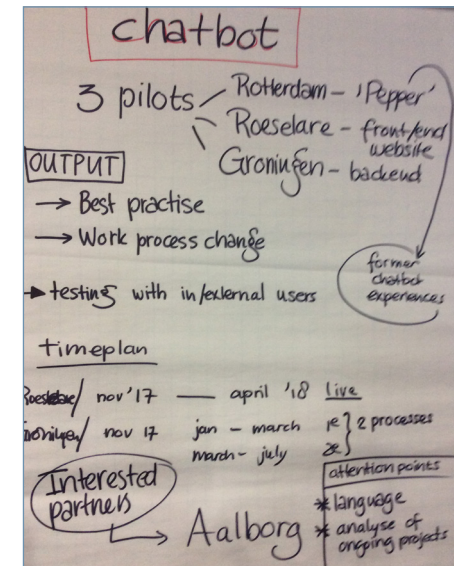 chatbot
3 pilots
Rotterdam – 'Pepper'
Roeselare – front/end
website
Groningen – backend
OUTPUT
→ Best practise
→ Work process change
→ testing with in/external users
former
chatbot
experiences
timeplan
/ nov '17 — april '18 live
/ nov 17 jan – march 1e } 2 processes
march – july 2e
Interested
partners
→ Aalborg
attention points
* language
* analyse of
ongoing projects